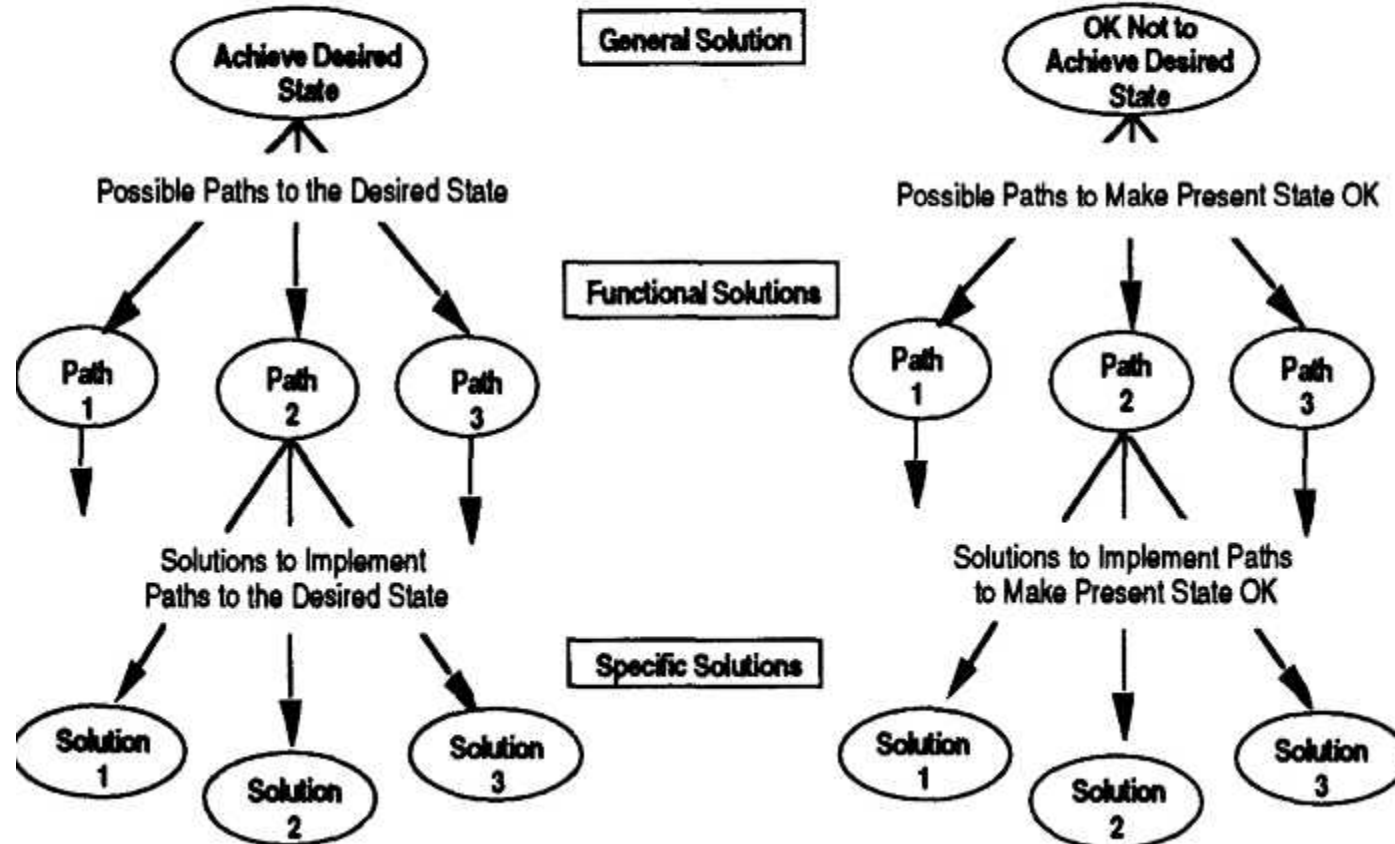 Achieve Desired
State
General Solution
OK Not to
Achieve Desired
State
Possible Paths to the Desired State
Possible Paths to Make Present State OK
Functional Solutions
Path
1
Path
2
Path
3
Path
1
Path
2
Path
3
Solutions to Implement
Paths to the Desired State
Solutions to Implement Paths
to Make Present State OK
Specific Solutions
Solution
1
Solution
2
Solution
3
Solution
1
Solution
2
Solution
3